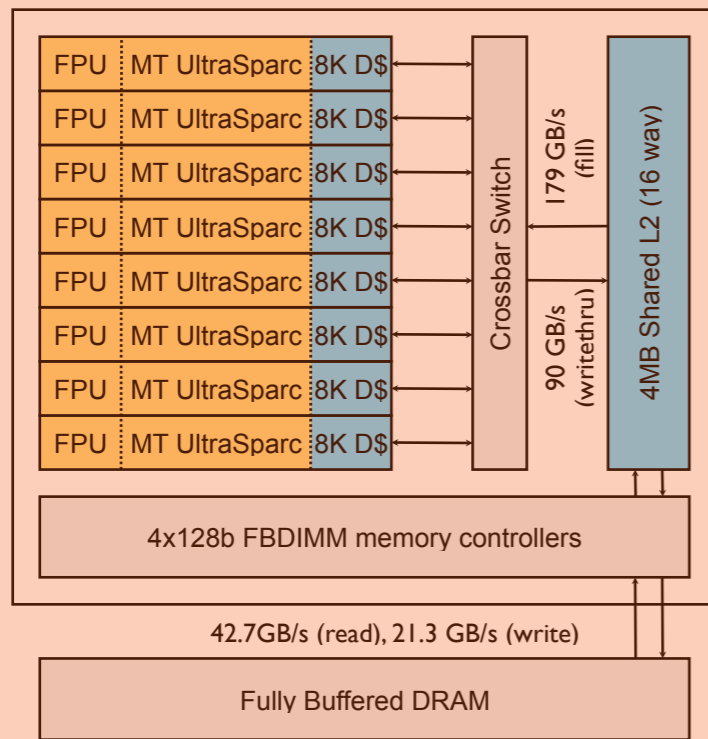 FPU MT UltraSparc 8K D$
FPU MT UltraSparc 8K D$
FPU MT UltraSparc 8K D$
FPU MT UltraSparc 8K D$
FPU MT UltraSparc 8K D$
FPU MT UltraSparc 8K D$
FPU MT UltraSparc 8K D$
FPU MT UltraSparc 8K D$
Crossbar Switch
179 GB/s
(fill)
90 GB/s
(writethru)
4MB Shared L2 (16 way)
4x128b FBDIMM memory controllers
42.7GB/s (read), 21.3 GB/s (write)
Fully Buffered DRAM